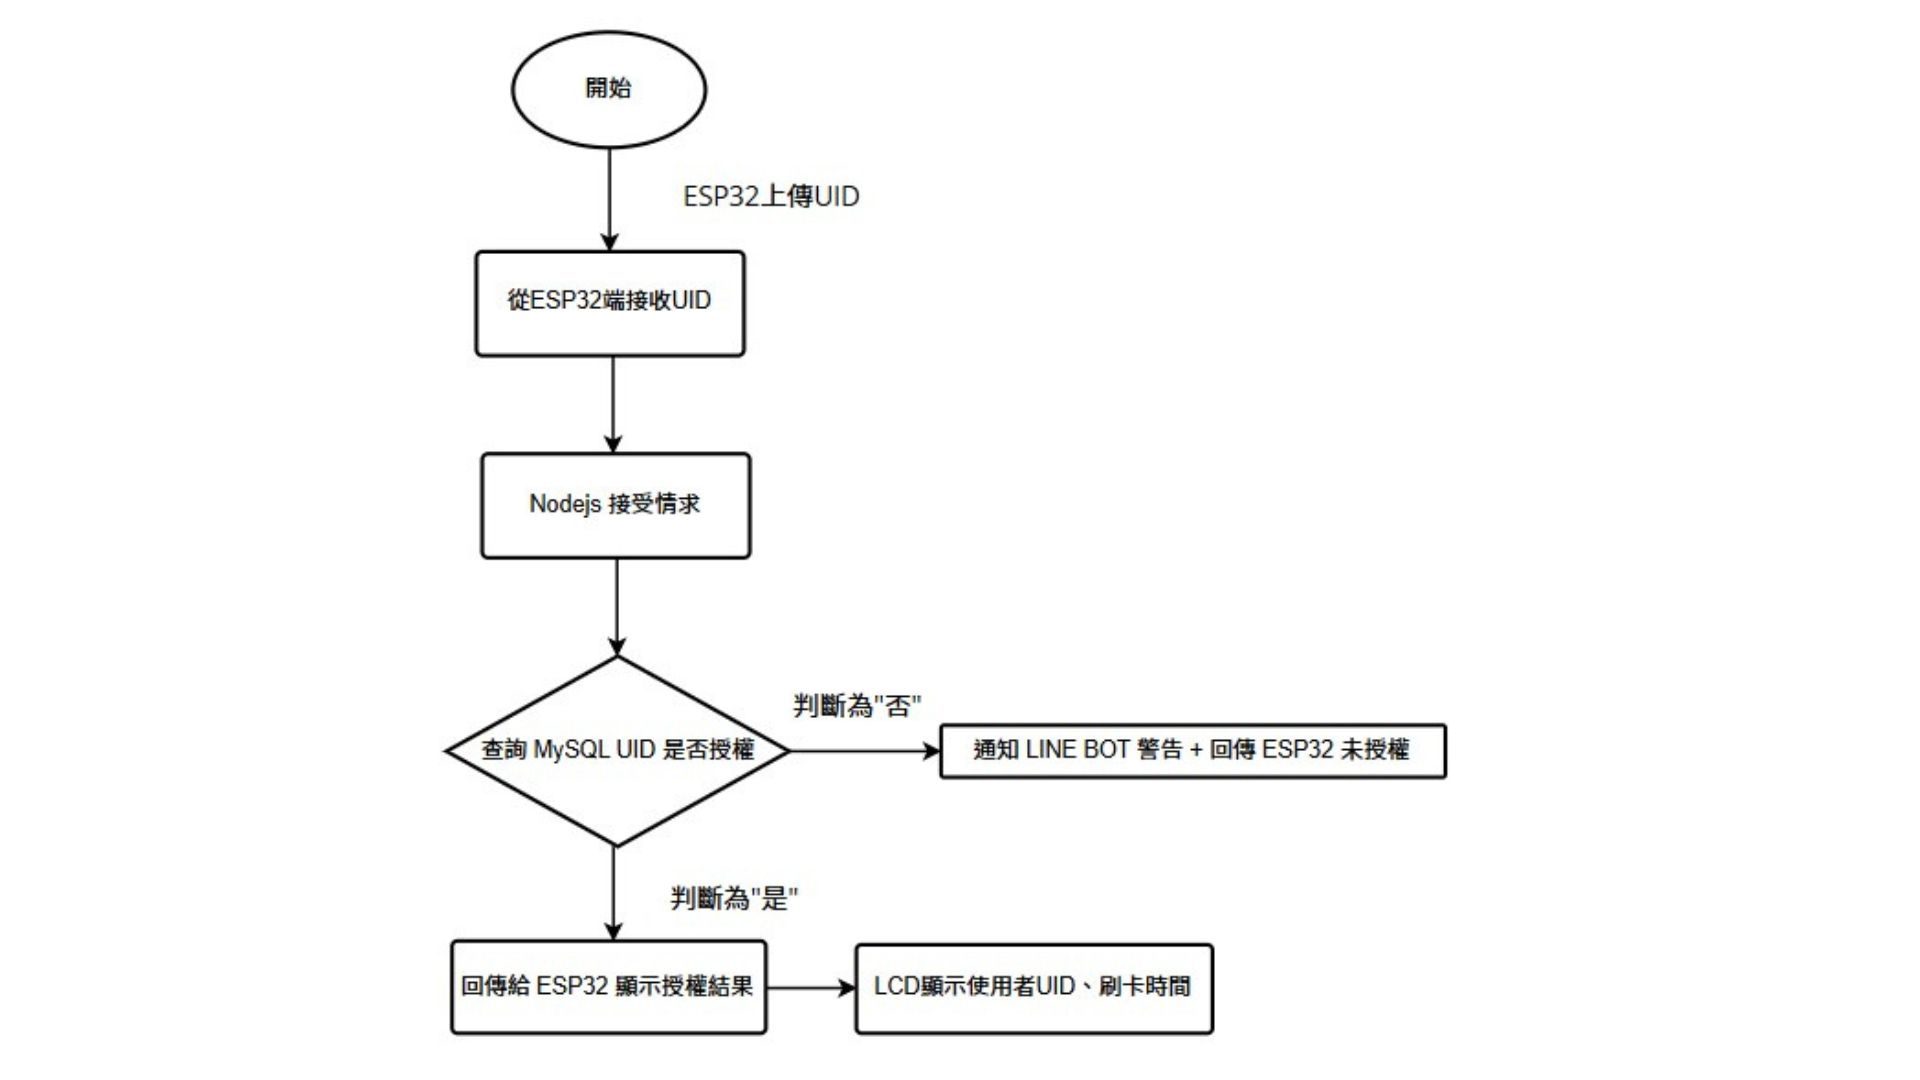 開始
ESP32上傳UID
從ESP32端接收UID
Nodejs 接受情求
判斷為"否"
查詢 MySQL UID 是否授權
通知 LINE BOT 警告 + 回傳 ESP32 未授權
判斷為"是"
回傳給 ESP32 顯示授權結果
LCD顯示使用者UID、刷卡時間